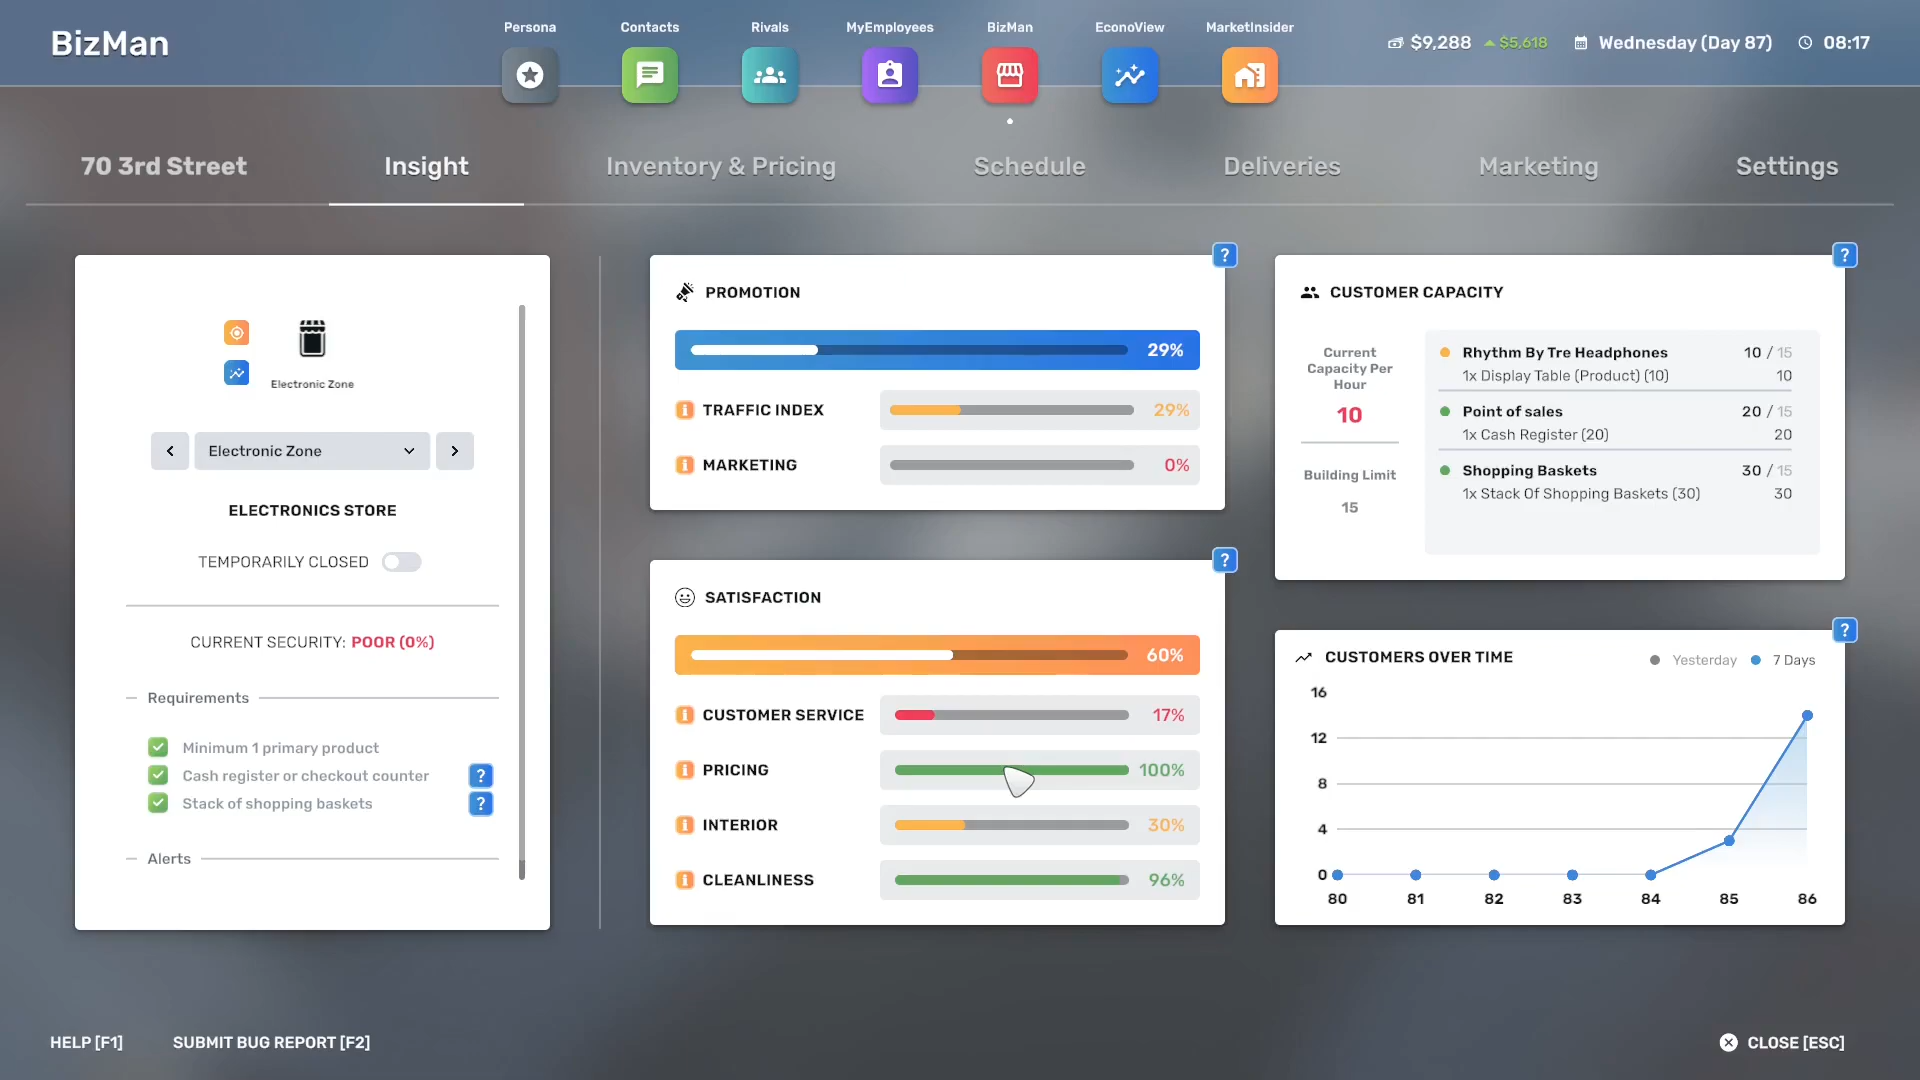 BizMan
Persona
Contacts
Rivals
MyEmployees
BizMan
EconoView
MarketInsider
$9,288
$5,618
Wednesday (Day 87)
08:17
70 3rd Street
Insight
Inventory & Pricing
Schedule
Deliveries
Marketing
Settings
Electronic Zone
Electronic Zone
ELECTRONICS STORE
TEMPORARILY CLOSED
CURRENT SECURITY: POOR (0%)
Requirements
Minimum 1 primary product
Cash register or checkout counter
?
Stack of shopping baskets
?
Alerts
?
PROMOTION
29%
TRAFFIC INDEX
29%
MARKETING
0%
?
SATISFACTION
60%
CUSTOMER SERVICE
17%
PRICING
100%
INTERIOR
30%
CLEANLINESS
96%
?
CUSTOMER CAPACITY
Current
Capacity Per
Hour
10
Building Limit
15
Rhythm By Tre Headphones 10 / 15
1x Display Table (Product) (10) 10
Point of sales 20 / 15
1x Cash Register (20) 20
Shopping Baskets 30 / 15
1x Stack Of Shopping Baskets (30) 30
?
CUSTOMERS OVER TIME
Yesterday
7 Days
16
12
8
4
0
80 81 82 83 84 85 86
HELP [F1]
SUBMIT BUG REPORT [F2]
CLOSE [ESC]